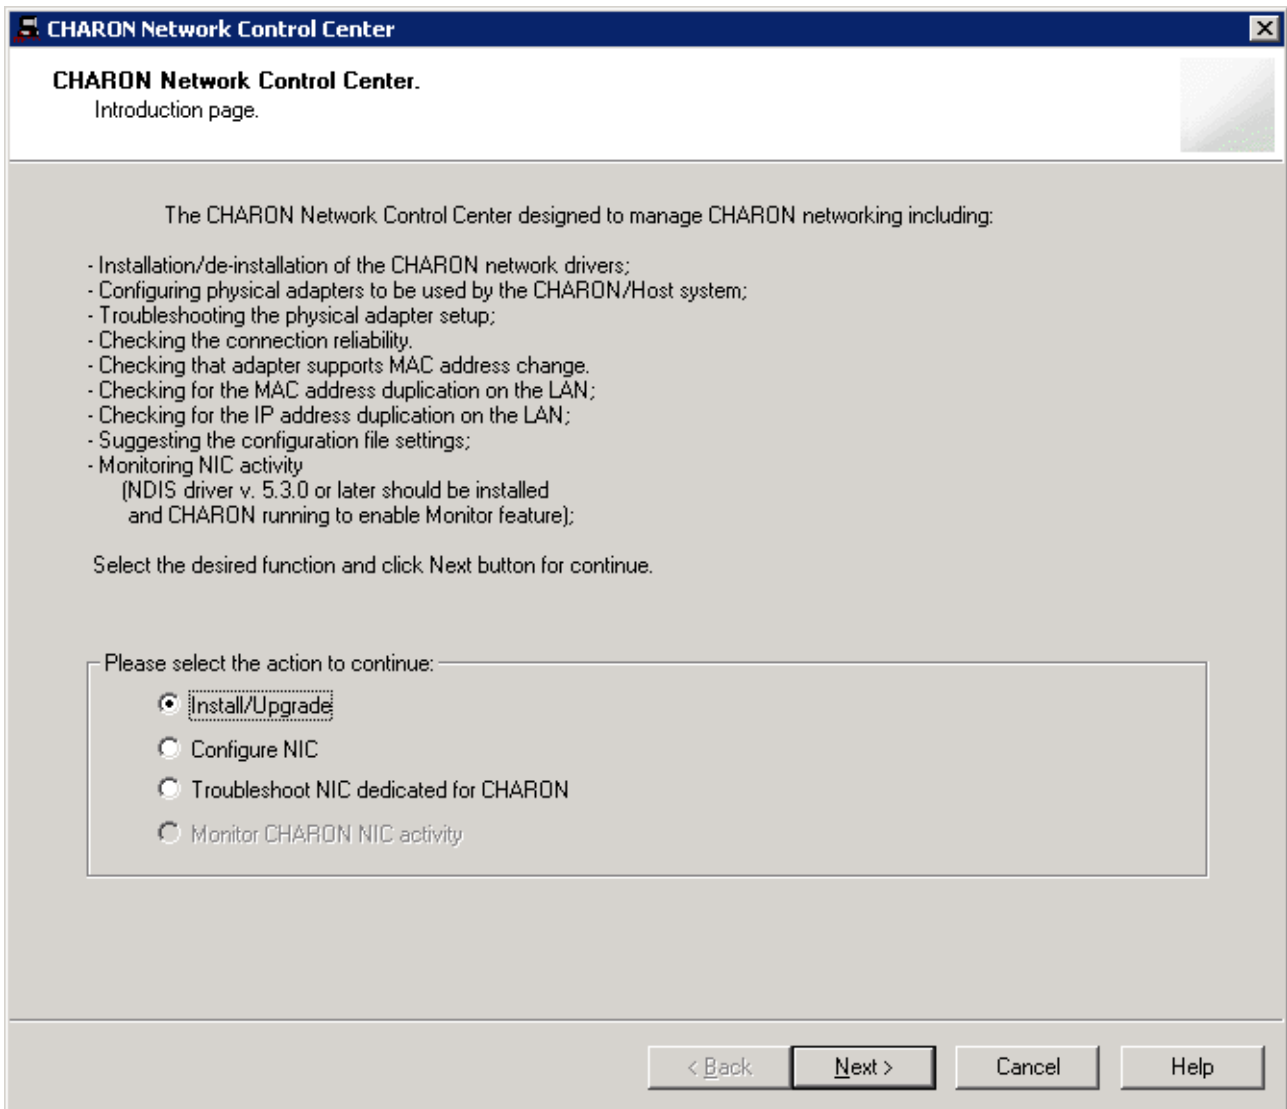 CHARON Network Control Center
CHARON Network Control Center.
Introduction page.
The CHARON Network Control Center designed to manage CHARON networking including:
- Installation/de-installation of the CHARON network drivers;
- Configuring physical adapters to be used by the CHARON/Host system;
- Troubleshooting the physical adapter setup;
- Checking the connection reliability.
- Checking that adapter supports MAC address change.
- Checking for the MAC address duplication on the LAN;
- Checking for the IP address duplication on the LAN;
- Suggesting the configuration file settings;
- Monitoring NIC activity
(NDIS driver v. 5.3.0 or later should be installed
and CHARON running to enable Monitor feature);
Select the desired function and click Next button for continue.
Please select the action to continue:
Install/Upgrade
Configure NIC
Troubleshoot NIC dedicated for CHARON
Monitor CHARON NIC activity
< Back
Next >
Cancel
Help